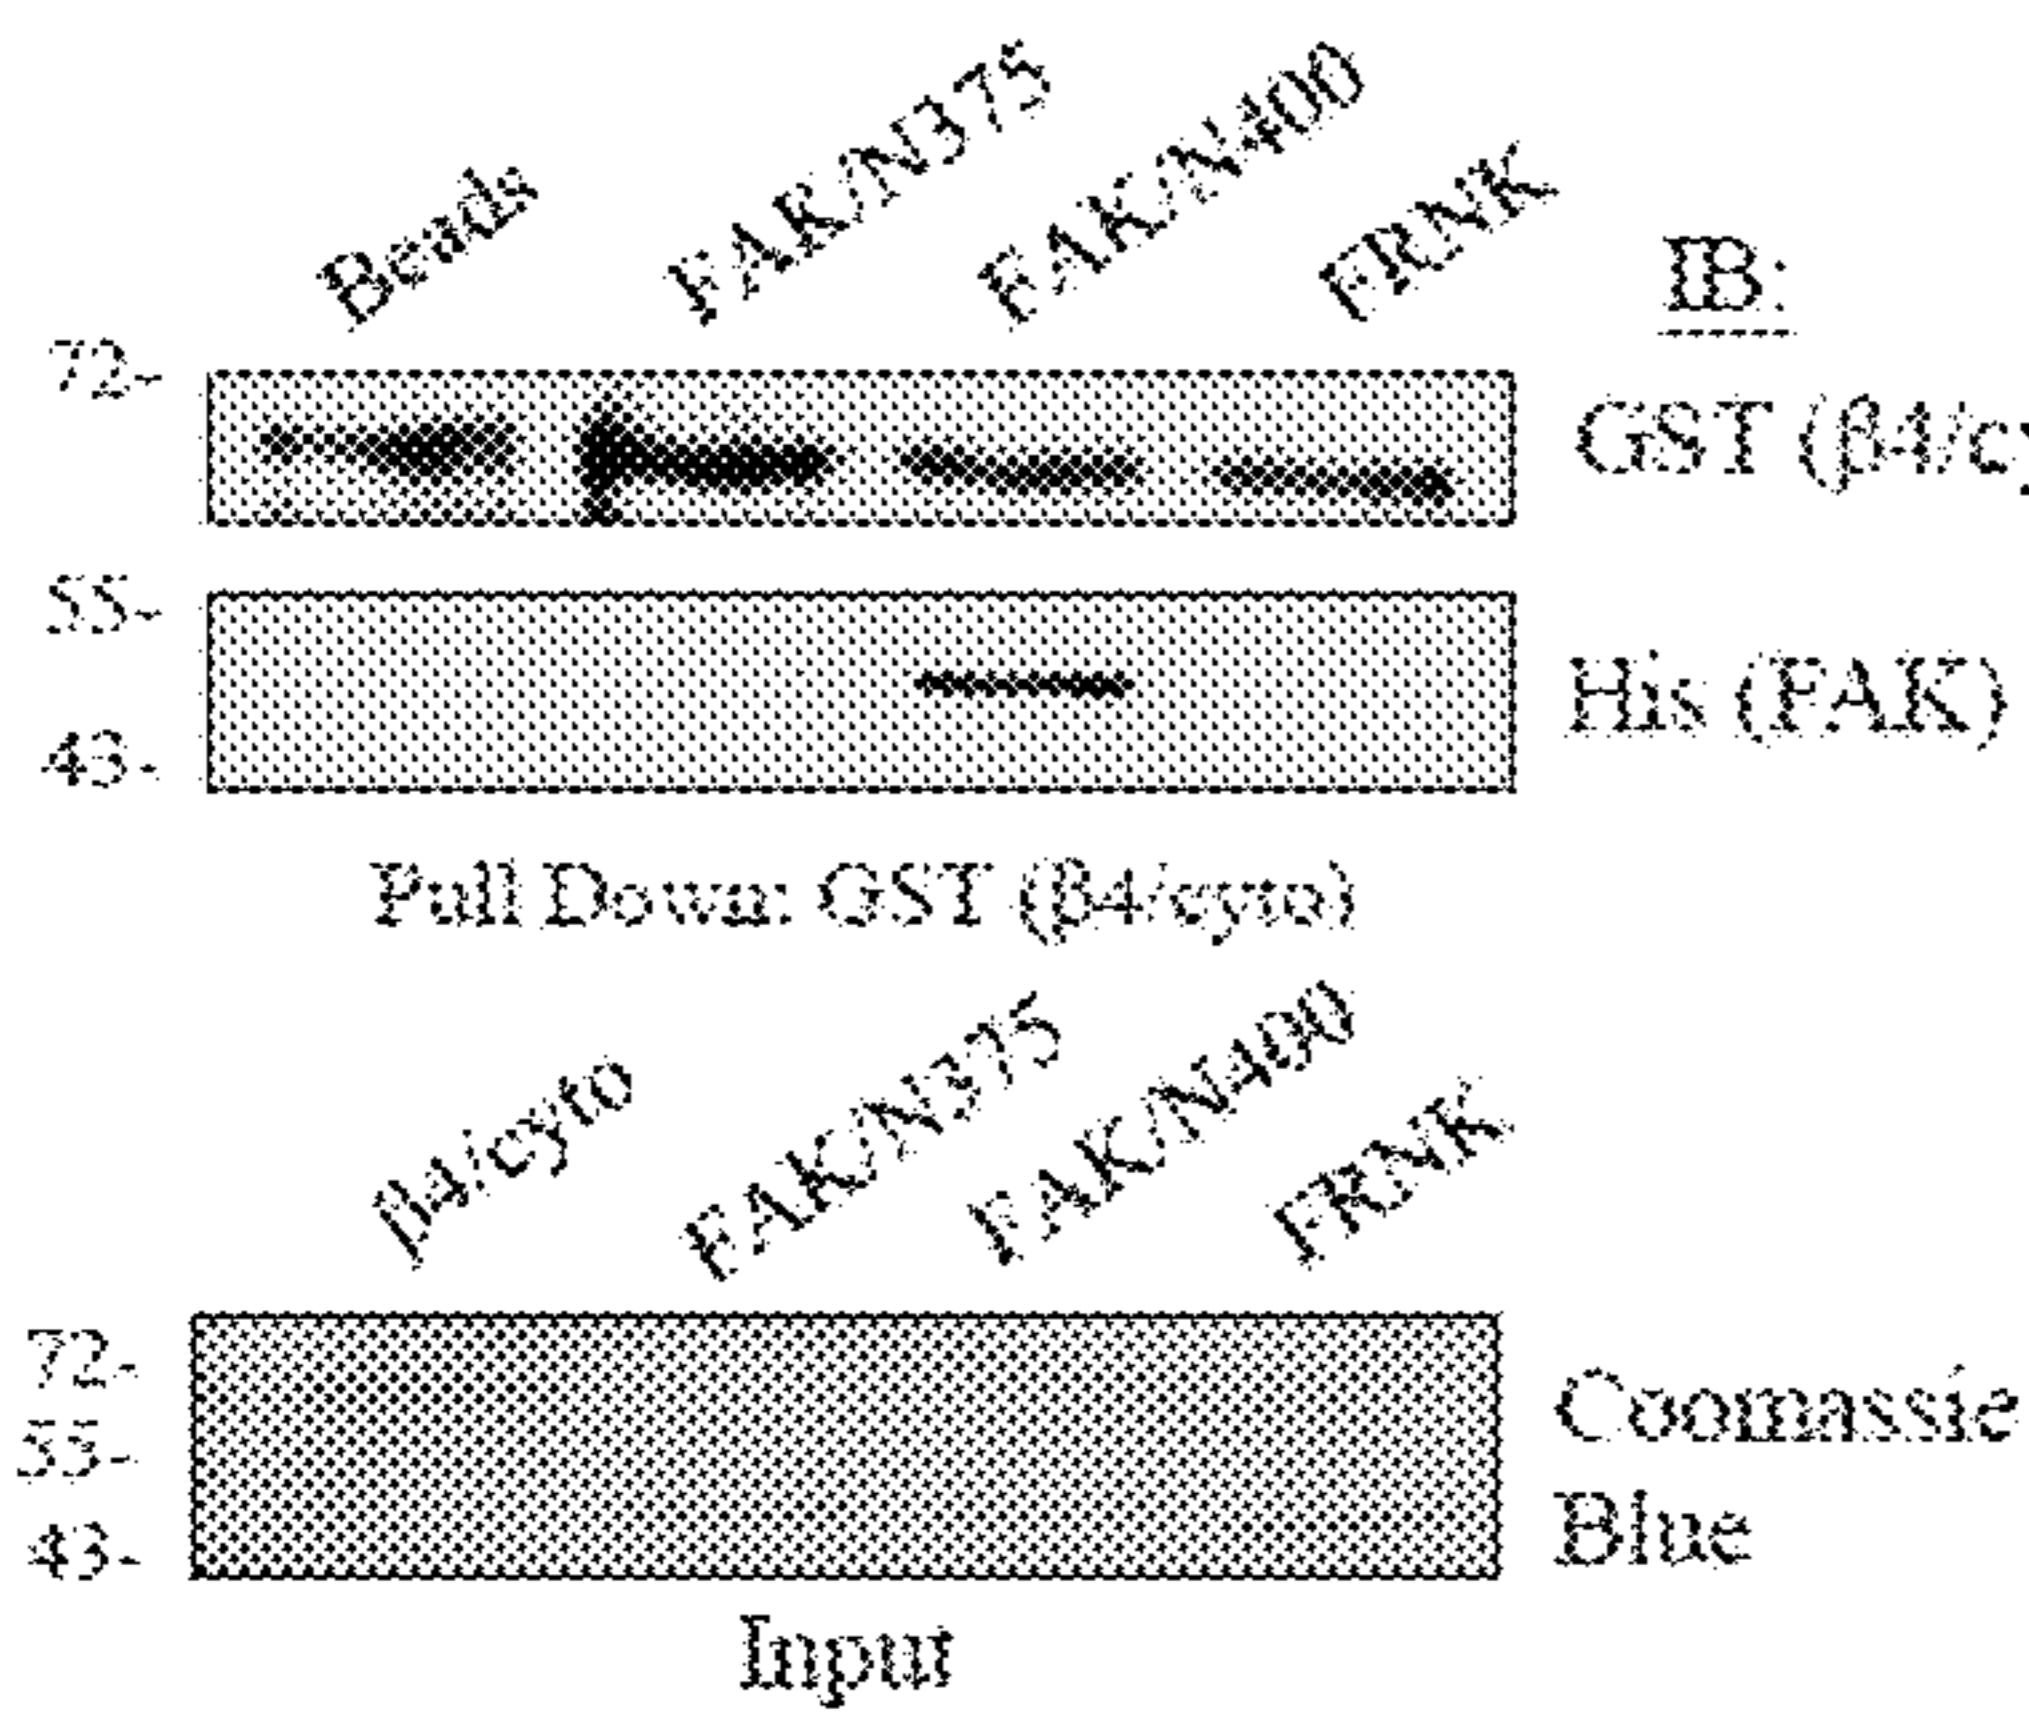 Beads FAK/N375 FAK/N400 FRNK
IB:
72-
GST (β4/cy
55-
His (FAK)
43-
Pull Down: GST (β4/cyto)
β4/cyto FAK/N375 FAK/N400 FRNK
72-
Coomassie
55-
Blue
43-
Input